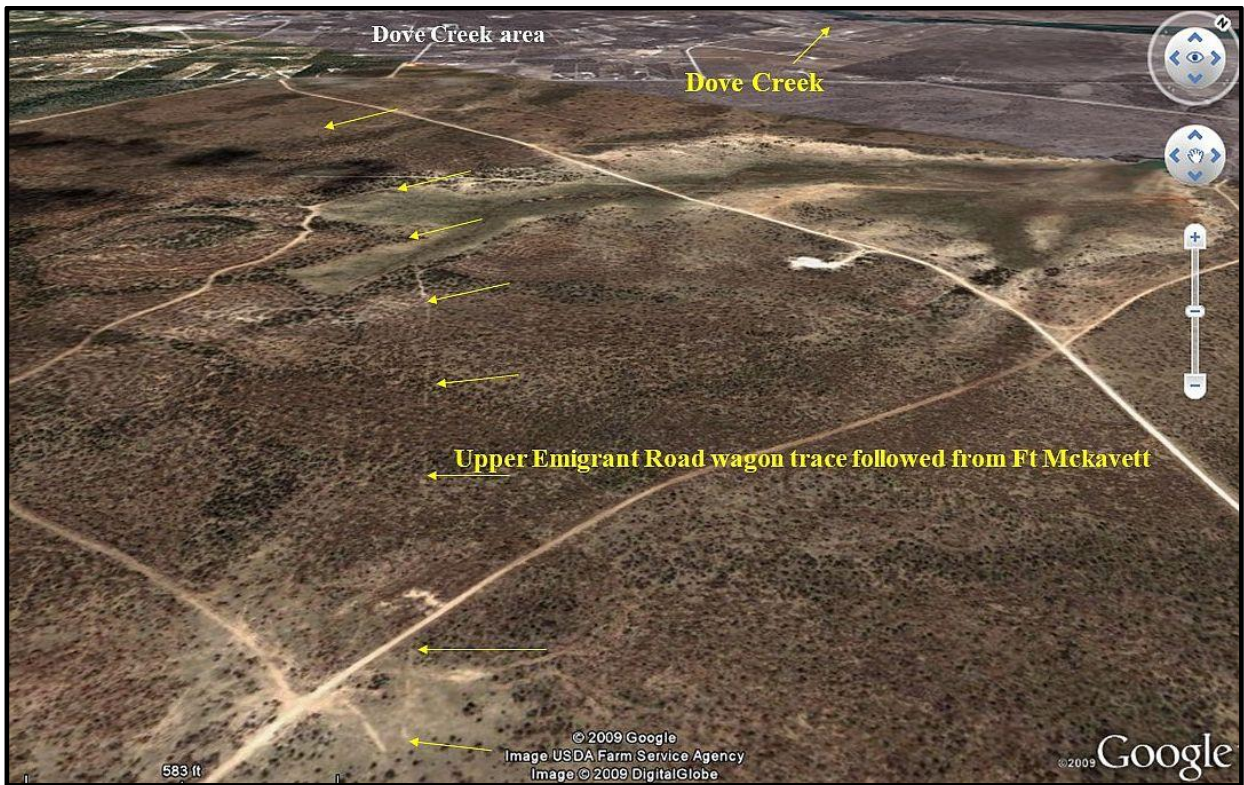 Dove Creek area
N
Dove Creek
+
-
-
Upper Emigrant Road wagon trace followed from Ft Mckavett
© 2009 Google
Image USDA Farm Service Agency
Image © 2009 DigitalGlobe
583 ft
©2009 Google